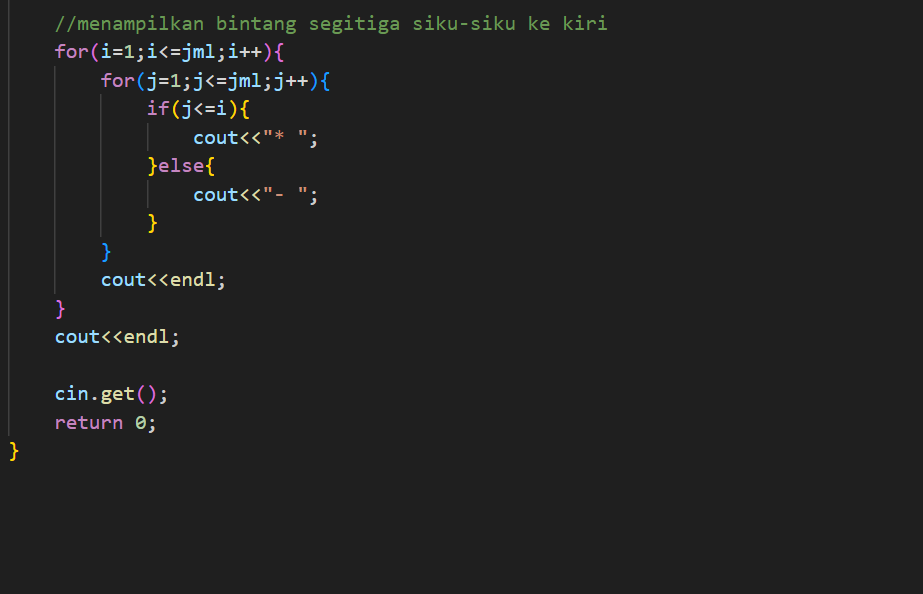 //menampilkan bintang segitiga siku-siku ke kiri
for(i=1;i<=jml;i++){
for(j=1;j<=jml;j++){
if(j<=i){
cout<<"* ";
}else{
cout<<"- ";
}
}
cout<<endl;
}
cout<<endl;
cin.get();
return 0;
}